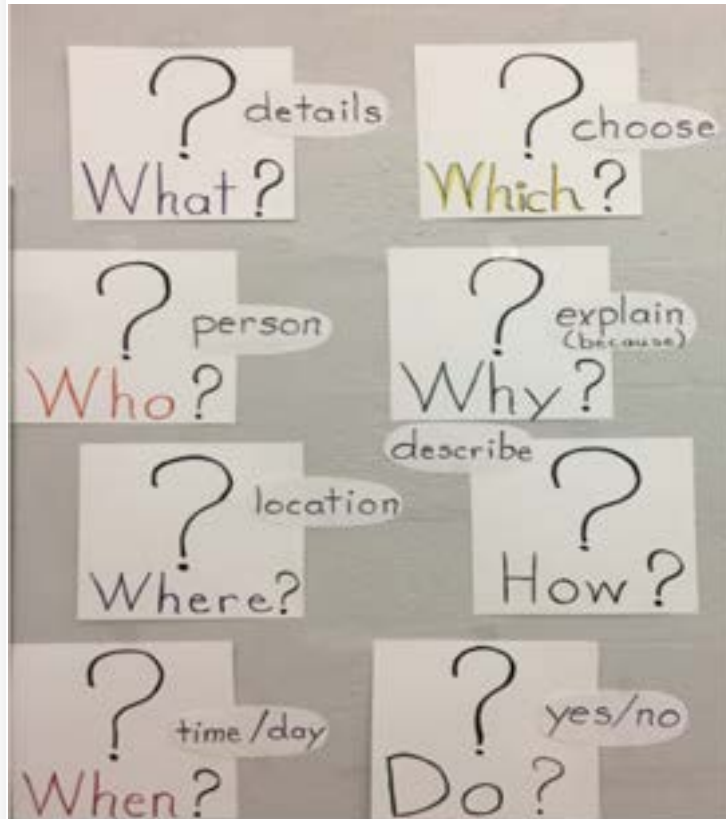 ?
details
What?
?
choose
Which?
?
person
Who?
?
explain
(because)
Why?
?
location
Where?
describe
?
How?
?
time/day
When?
?
yes/no
Do?